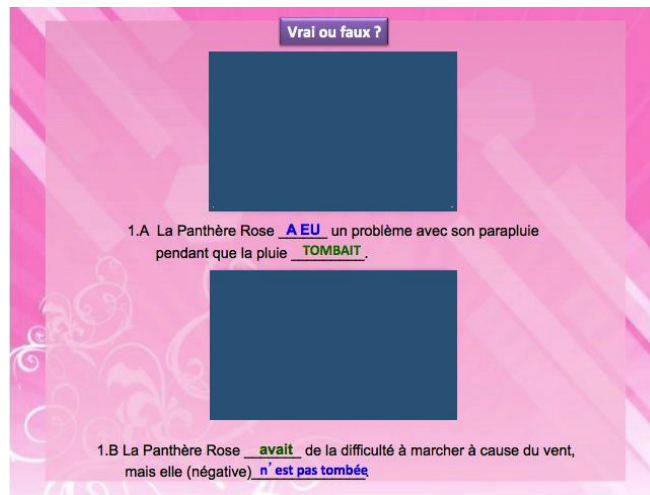 Vrai ou faux ?
1.A La Panthère Rose A EU un problème avec son parapluie
pendant que la pluie TOMBAIT.
1.B La Panthère Rose avait de la difficulté à marcher à cause du vent,
mais elle (négative) n'est pas tombée.